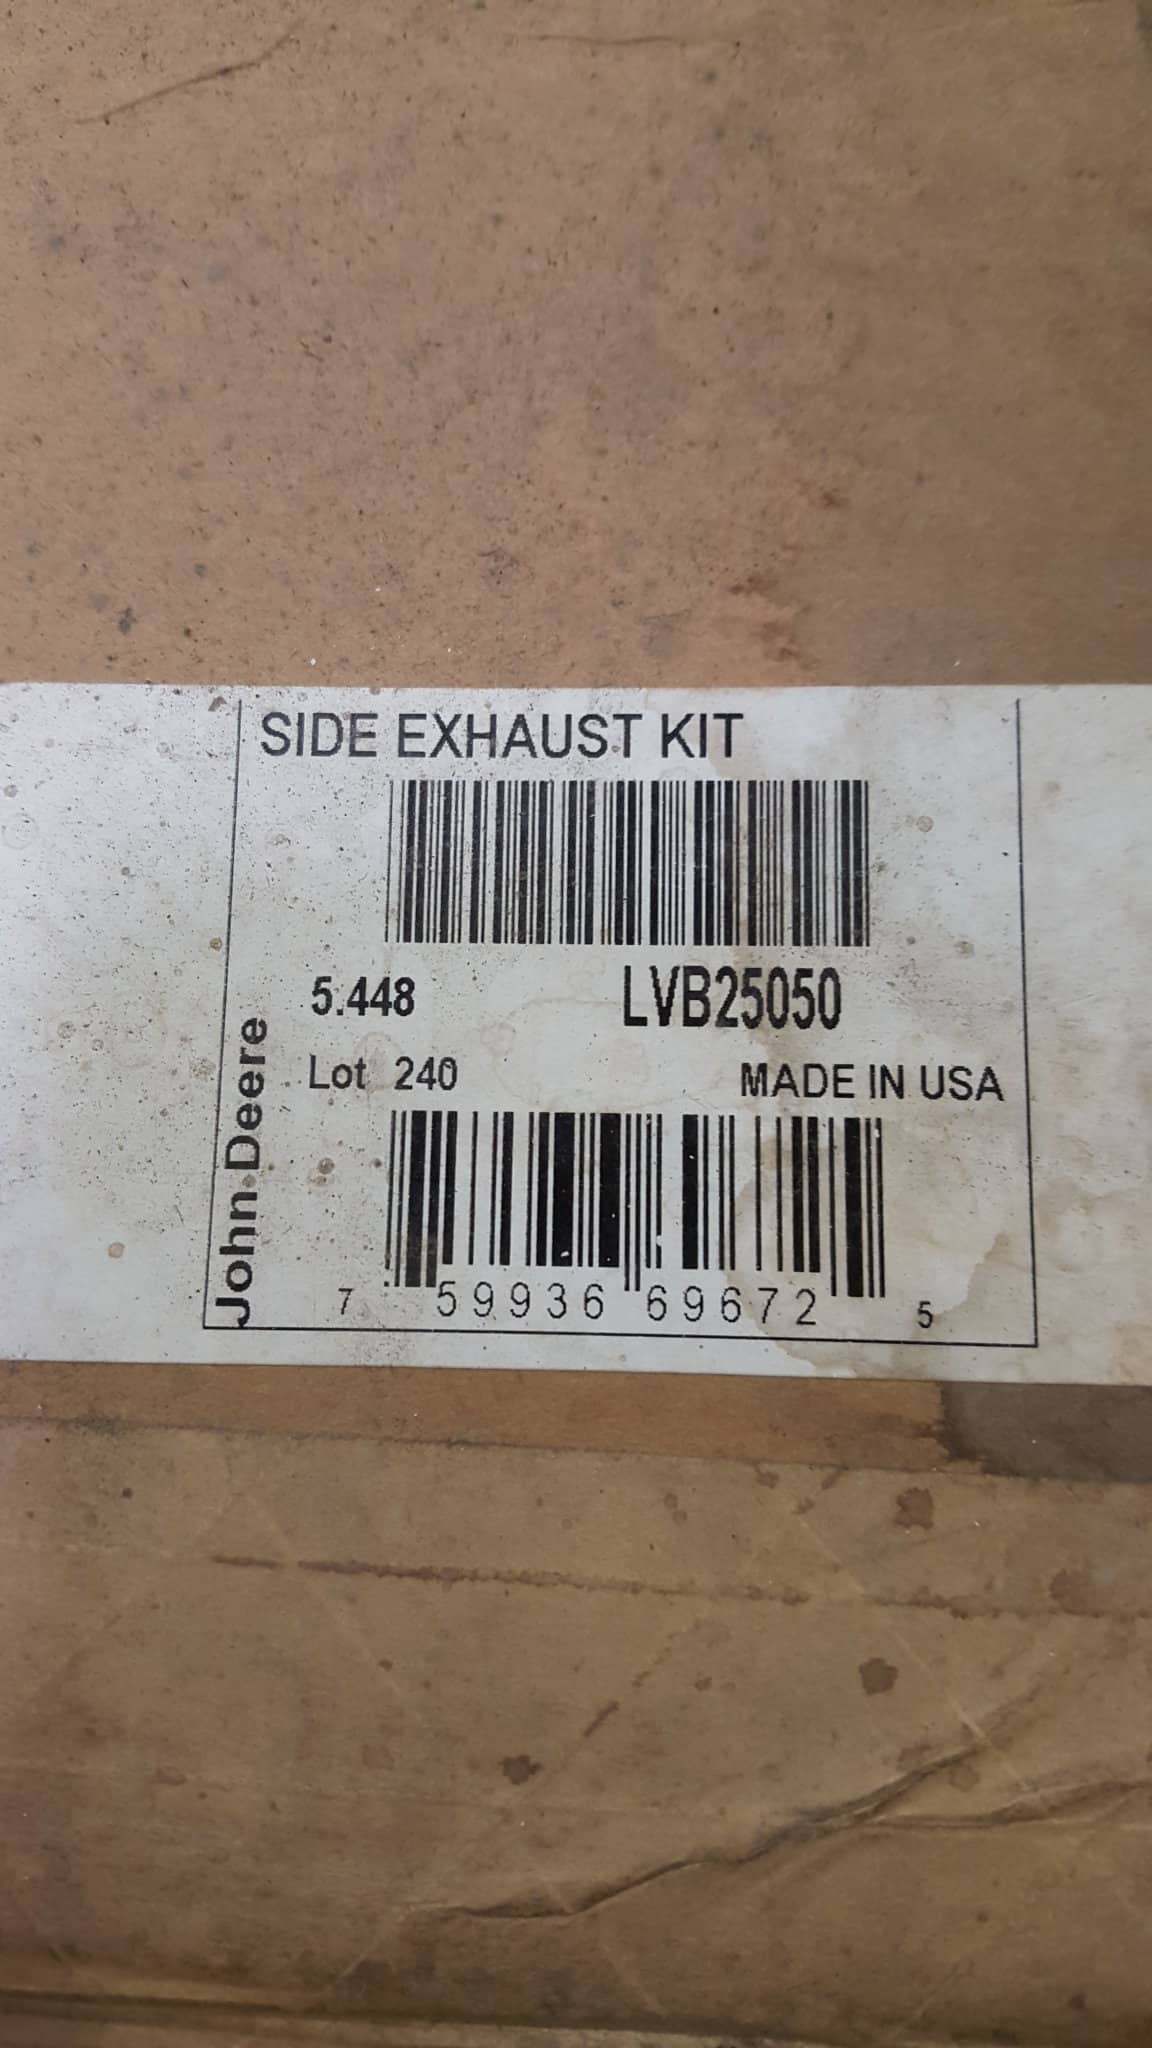 SIDE EXHAUST KIT
5.448 LVB25050
Lot 240 MADE IN USA
John Deere
7 59936 69672 5